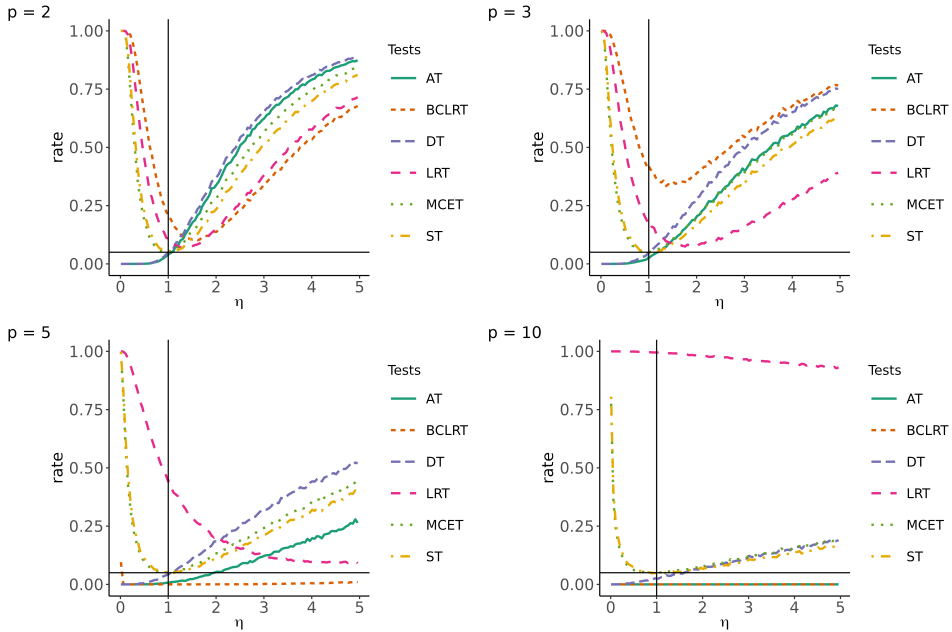 p = 2
1.00
0.75
0.50
0.25
0.00
rate
0 1 2 3 4 5
η
Tests
AT
BCLRT
DT
LRT
MCET
ST
p = 3
1.00
0.75
0.50
0.25
0.00
rate
0 1 2 3 4 5
η
Tests
AT
BCLRT
DT
LRT
MCET
ST
p = 5
1.00
0.75
0.50
0.25
0.00
rate
0 1 2 3 4 5
η
Tests
AT
BCLRT
DT
LRT
MCET
ST
p = 10
1.00
0.75
0.50
0.25
0.00
rate
0 1 2 3 4 5
η
Tests
AT
BCLRT
DT
LRT
MCET
ST